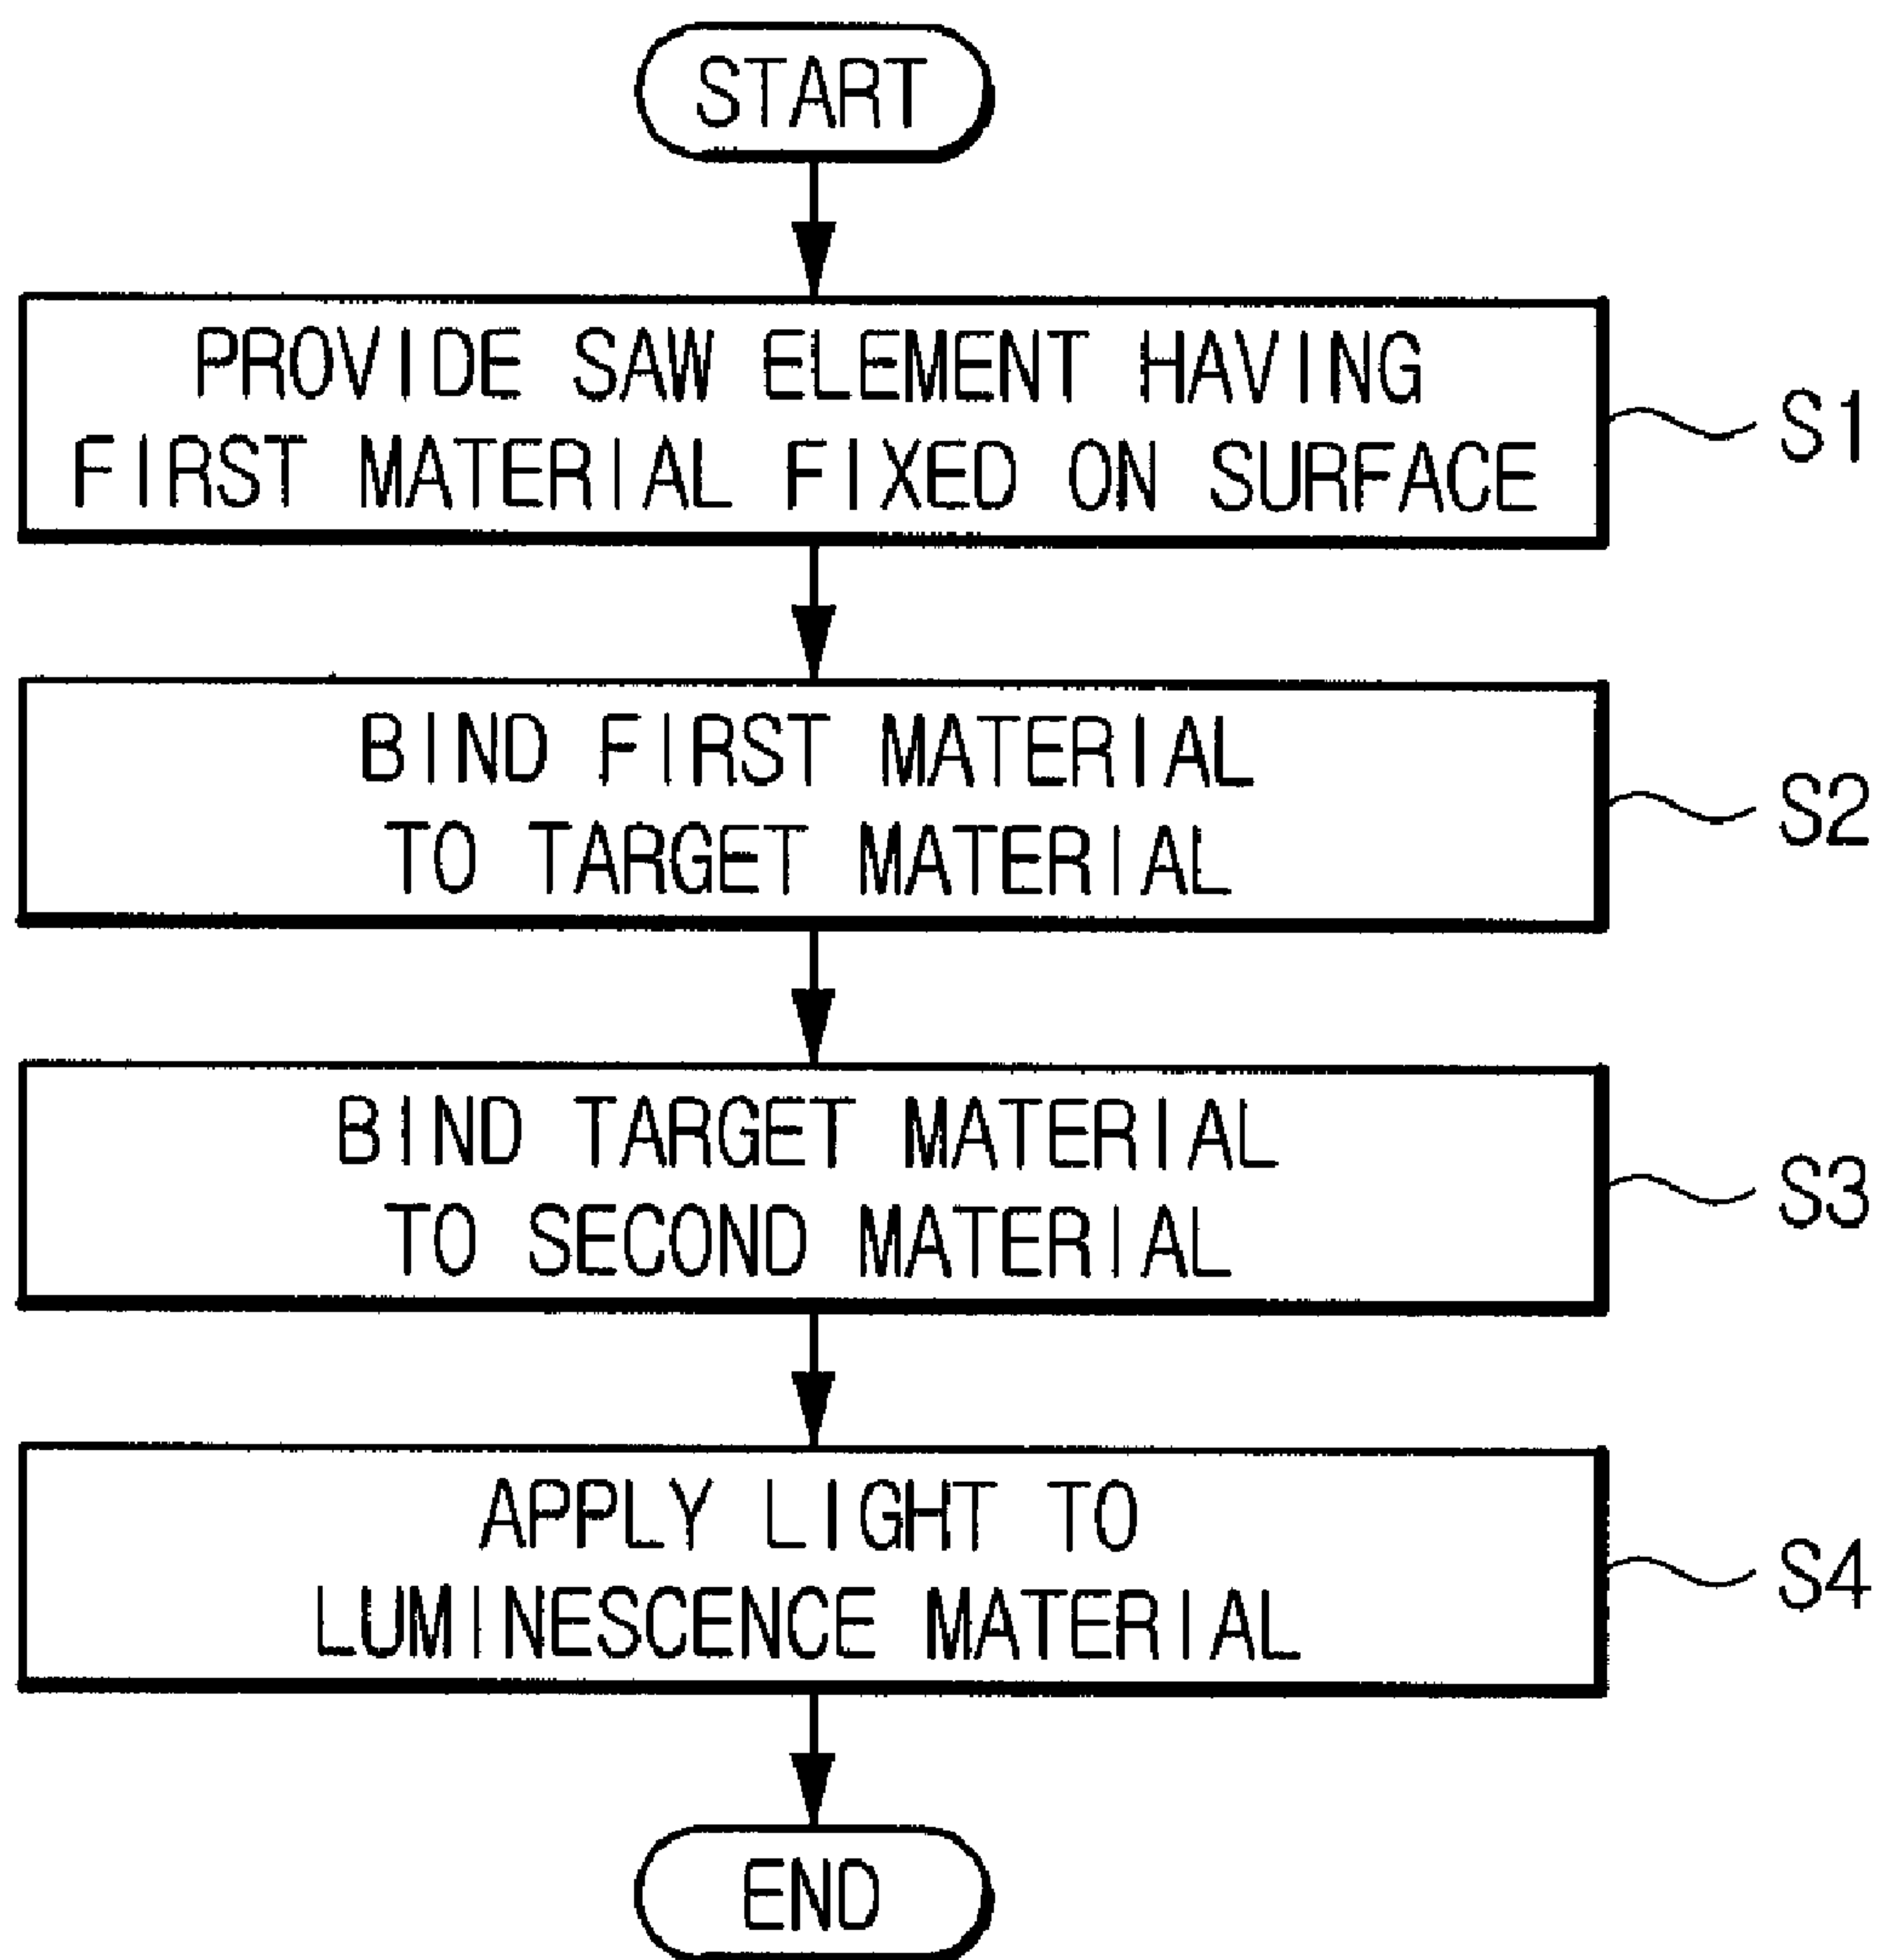 START
PROVIDE SAW ELEMENT HAVING
FIRST MATERIAL FIXED ON SURFACE
S1
BIND FIRST MATERIAL
TO TARGET MATERIAL
S2
BIND TARGET MATERIAL
TO SECOND MATERIAL
S3
APPLY LIGHT TO
LUMINESCENCE MATERIAL
S4
END